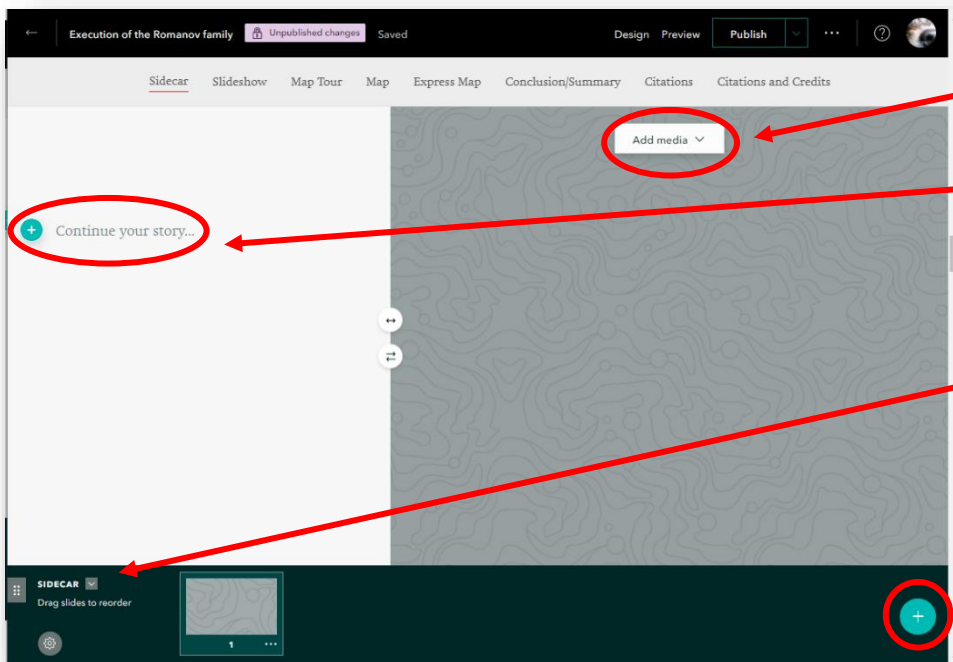 Execution of the Romanov family Unpublished changes Saved Design Preview Publish
Sidecar Slideshow Map Tour Map Express Map Conclusion/Summary Citations Citations and Credits
Add media
Continue your story...
SIDECAR
Drag slides to reorder
1